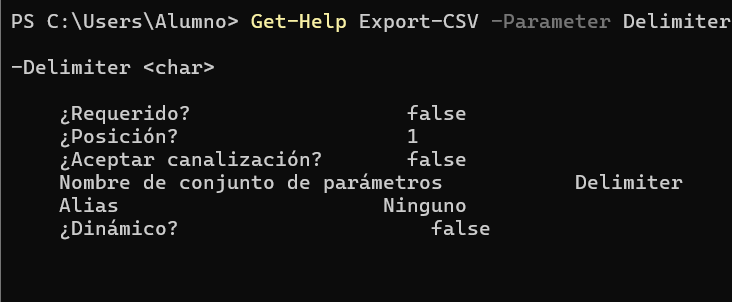 PS C:\Users\Alumno> Get-Help Export-CSV -Parameter Delimiter
-Delimiter <char>
¿Requerido? false
¿Posición? 1
¿Aceptar canalización? false
Nombre de conjunto de parámetros Delimiter
Alias Ninguno
¿Dinámico? false